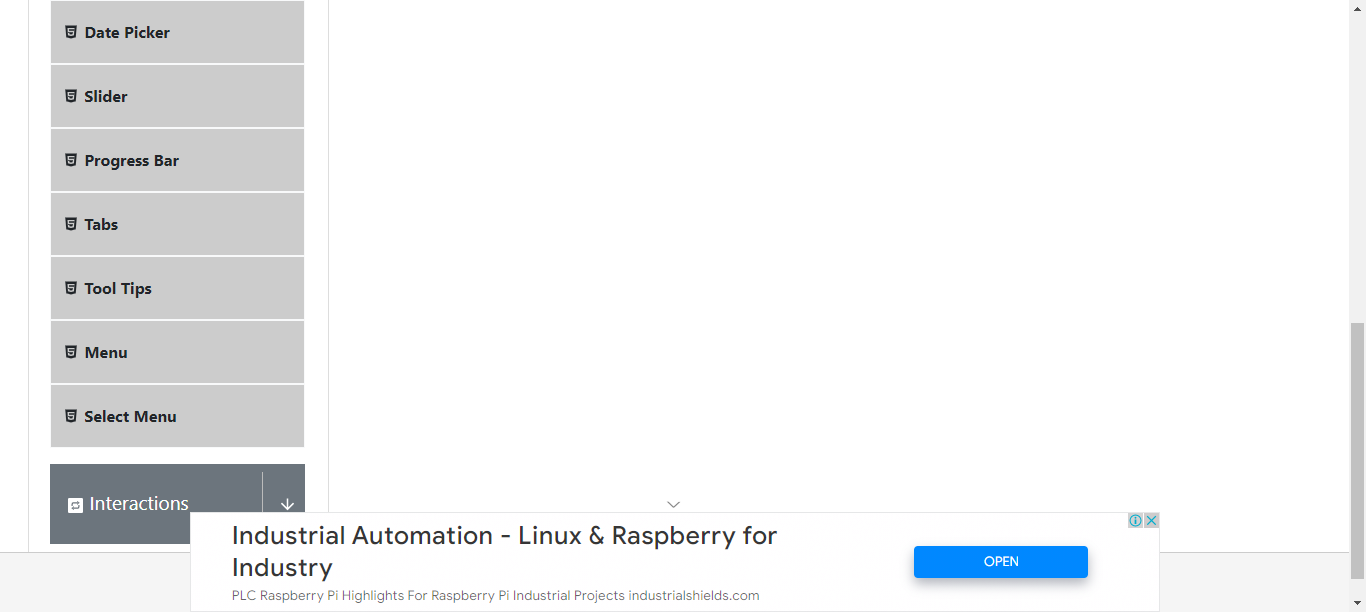 Date Picker
Slider
Progress Bar
Tabs
Tool Tips
Menu
Select Menu
Interactions
Industrial Automation - Linux & Raspberry for
Industry
PLC Raspberry Pi Highlights For Raspberry Pi Industrial Projects industrialshields.com
OPEN